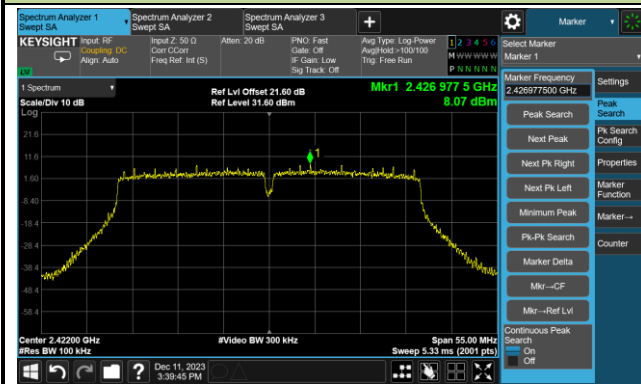 Spectrum Analyzer 1
Swept SA
Spectrum Analyzer 2
Swept SA
Spectrum Analyzer 3
Swept SA
+
Marker
KEYSIGHT
Input: RF
Coupling: DC
Align: Auto
Input Z: 50 Ω
Corr CCorr
Freq Ref: Int (S)
Atten: 20 dB
PNO: Fast
Gate: Off
IF Gain: Low
Sig Track: Off
Avg Type: Log-Power
Avg|Hold:>100/100
Trig: Free Run
1 2 3 4 5 6
M W W W W W
P N N N N N
LXI
Select Marker
Marker 1
1 Spectrum
Scale/Div 10 dB
Log
Ref Lvl Offset 21.60 dB
Ref Level 31.60 dBm
Mkr1 2.426 977 5 GHz
8.07 dBm
21.6
11.6
1.60
-8.40
-18.4
-28.4
-38.4
-48.4
-58.4
1
Center 2.42200 GHz
#Res BW 100 kHz
#Video BW 300 kHz
Span 55.00 MHz
Sweep 5.33 ms (2001 pts)
Marker Frequency
2.426977500 GHz
Peak Search
Next Peak
Next Pk Right
Next Pk Left
Minimum Peak
Pk-Pk Search
Marker Delta
Mkr→CF
Mkr→Ref Lvl
Continuous Peak
Search
On
Off
Settings
Peak
Search
Pk Search
Config
Properties
Marker
Function
Marker→
Counter
?
Dec 11, 2023
3:39:45 PM